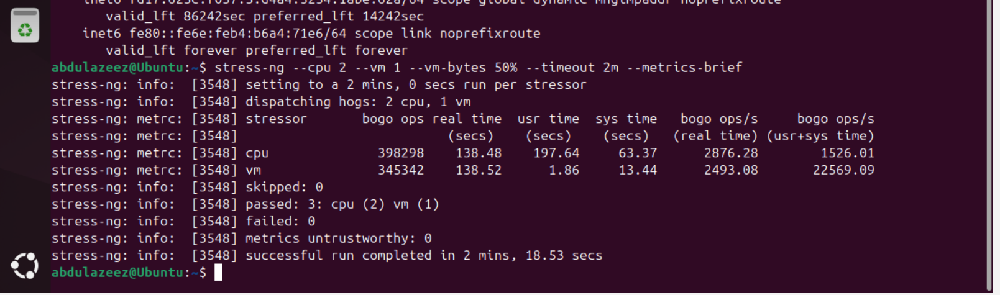 valid_lft 86242sec preferred_lft 14242sec
inet6 fe80::fe6e:feb4:b6a4:71e6/64 scope link noprefixroute
valid_lft forever preferred_lft forever
abdulazeez@Ubuntu:~$ stress-ng --cpu 2 --vm 1 --vm-bytes 50% --timeout 2m --metrics-brief
stress-ng: info:  [3548] setting to a 2 mins, 0 secs run per stressor
stress-ng: info:  [3548] dispatching hogs: 2 cpu, 1 vm
stress-ng: metrc: [3548] stressor       bogo ops real time  usr time  sys time   bogo ops/s     bogo ops/s
stress-ng: metrc: [3548]                           (secs)    (secs)    (secs)   (real time) (usr+sys time)
stress-ng: metrc: [3548] cpu              398298    138.48    197.64     63.37      2876.28        1526.01
stress-ng: metrc: [3548] vm               345342    138.52      1.86     13.44      2493.08       22569.09
stress-ng: info:  [3548] skipped: 0
stress-ng: info:  [3548] passed: 3: cpu (2) vm (1)
stress-ng: info:  [3548] failed: 0
stress-ng: info:  [3548] metrics untrustworthy: 0
stress-ng: info:  [3548] successful run completed in 2 mins, 18.53 secs
abdulazeez@Ubuntu:~$